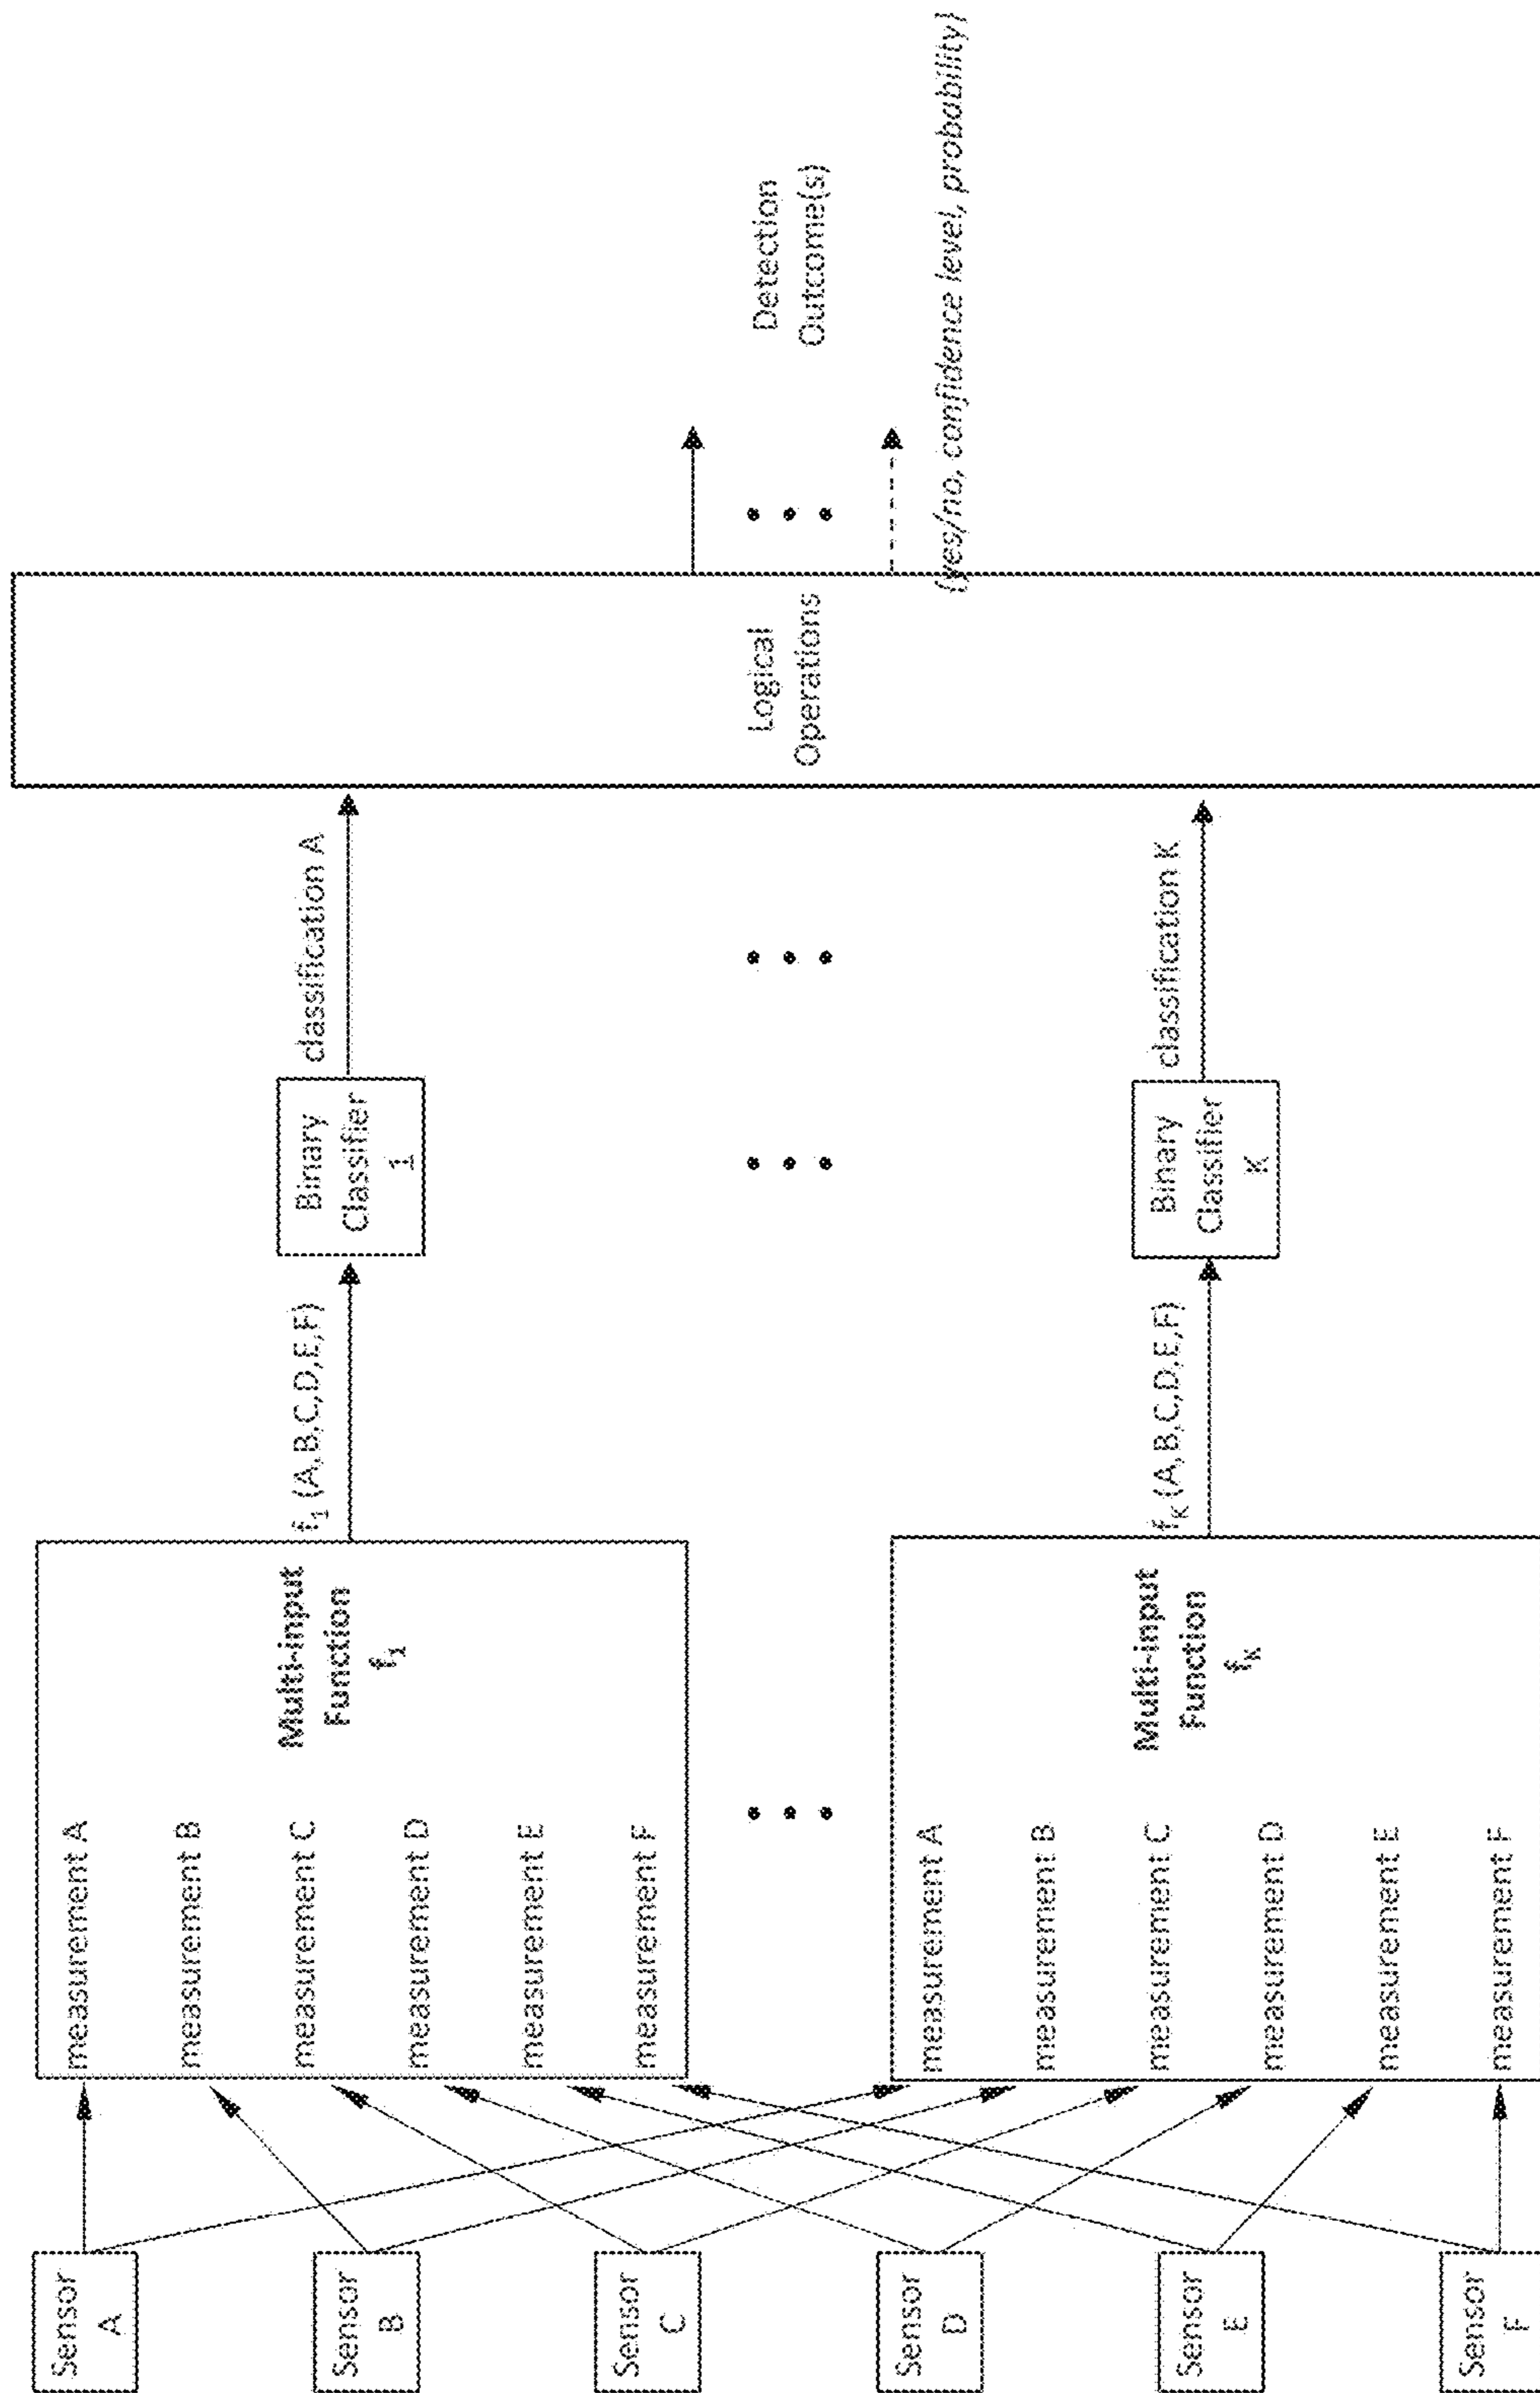 Sensor
A
Sensor
B
Sensor
C
Sensor
D
Sensor
E
Sensor
F
measurement A
measurement B
measurement C
measurement D
measurement E
measurement F
Multi-input
Function
f₁
measurement A
measurement B
measurement C
measurement D
measurement E
measurement F
Multi-input
Function
fₖ
f₁ (A,B,C,D,E,F)
fₖ (A,B,C,D,E,F)
Binary
Classifier
1
Binary
Classifier
K
classification A
classification K
Logical
Operations
Detection
Outcome(s)
(yes/no, confidence level, probability)